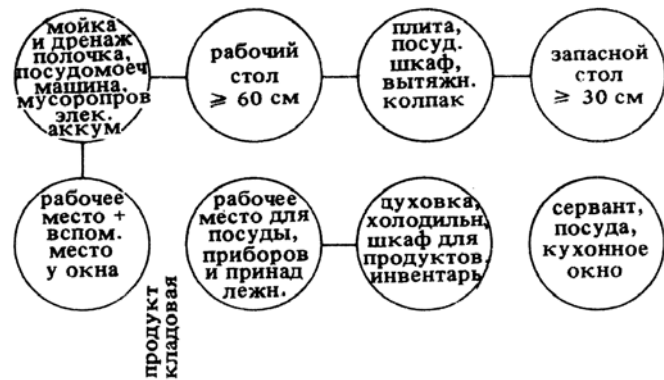 мойка
и дренаж
полочка,
посудомоеч
машина,
мусоропров
элек.
аккум
рабочий
стол
⩾ 60 см
плита,
посуд.
шкаф,
вытяжн.
колпак
запасной
стол
⩾ 30 см
рабочее
место +
вспом.
место
у окна
продукт
кладовая
рабочее
место для
посуды,
приборов
и принад
лежн.
цуховка,
холодильн,
шкаф для
продуктов,
инвентарь
сервант,
посуда,
кухонное
окно